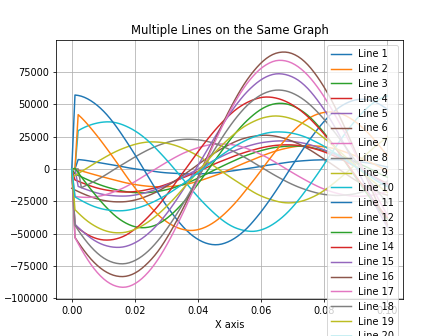 Multiple Lines on the Same Graph
75000
50000
25000
0
−25000
−50000
−75000
−100000
0.00
0.02
0.04
0.06
X axis
Line 1
Line 2
Line 3
Line 4
Line 5
Line 6
Line 7
Line 8
Line 9
Line 10
Line 11
Line 12
Line 13
Line 14
Line 15
Line 16
Line 17
Line 18
Line 19